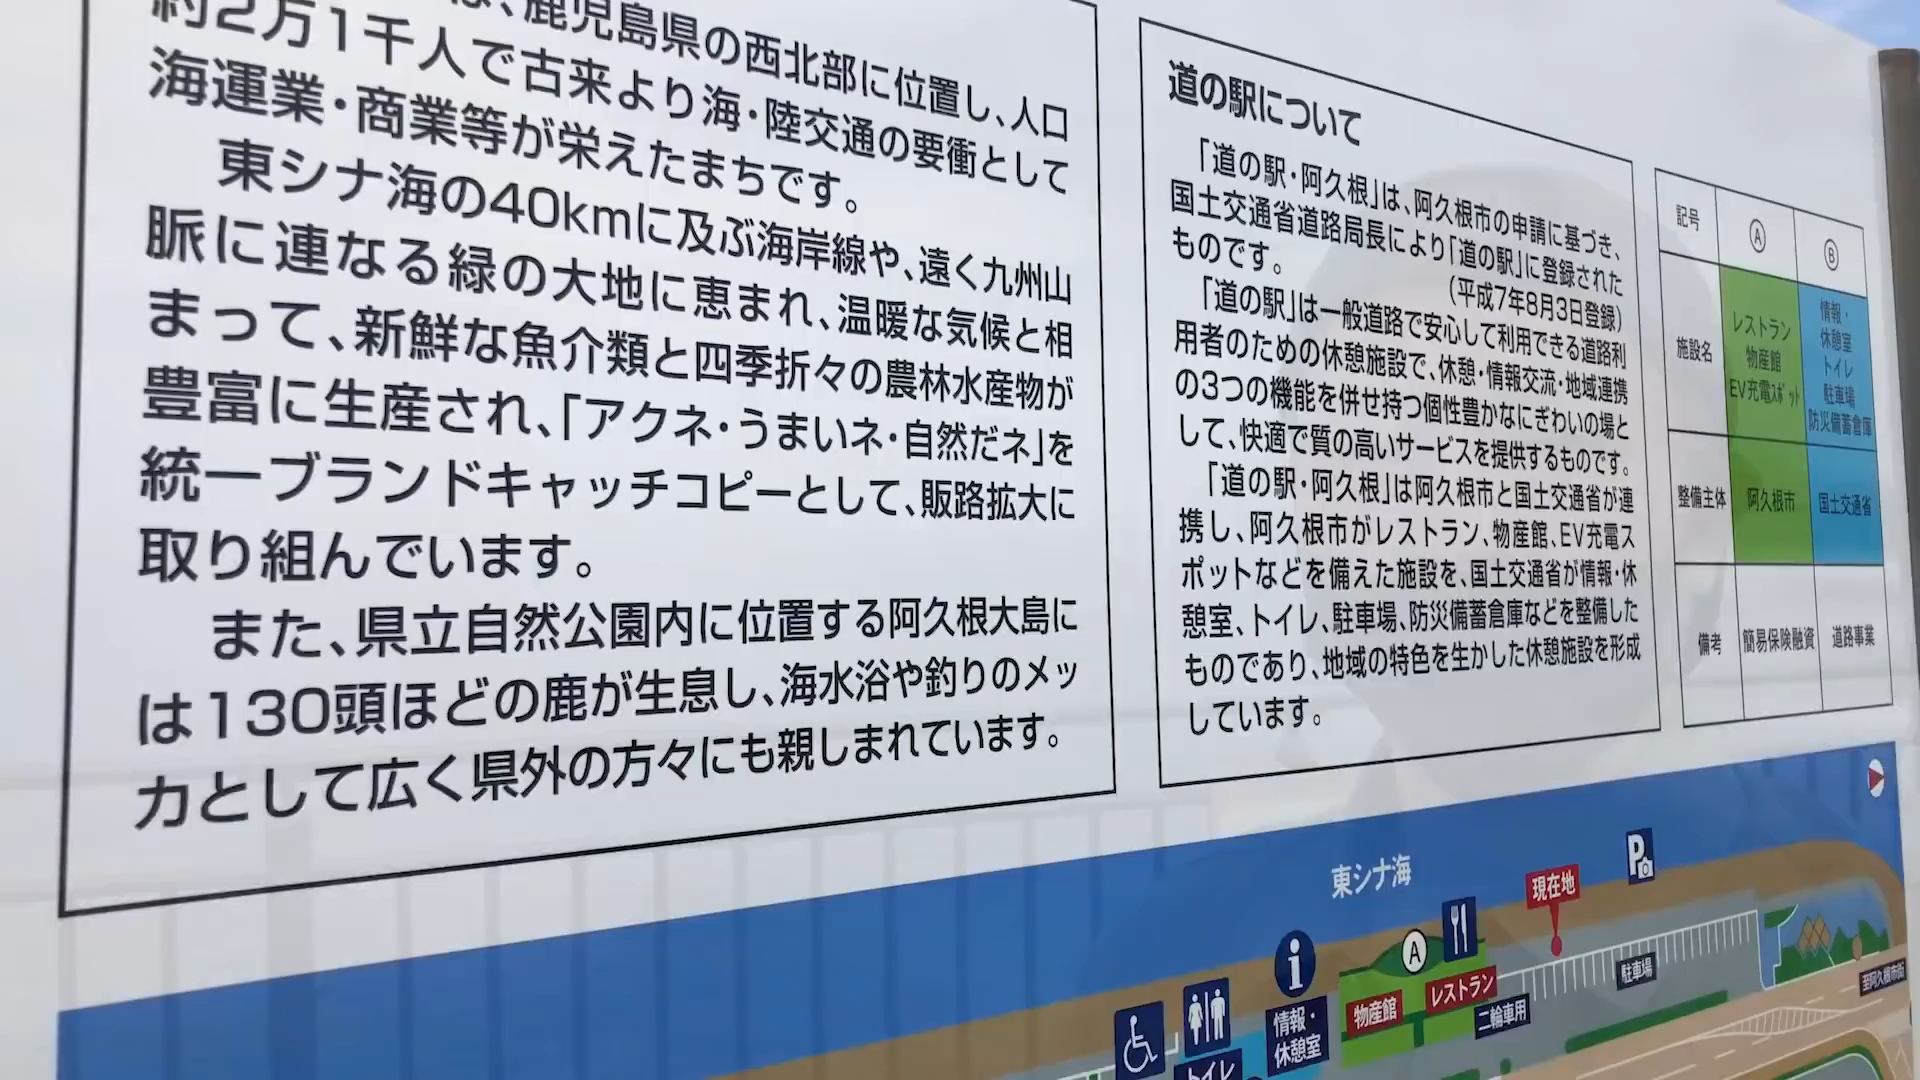 は、鹿児島県の西北部に位置し、人口
約2万1千人で古来より海・陸交通の要衝として
海運業・商業等が栄えたまちです。
東シナ海の40kmに及ぶ海岸線や、遠く九州山
脈に連なる緑の大地に恵まれ、温暖な気候と相
まって、新鮮な魚介類と四季折々の農林水産物が
豊富に生産され、「アクネ・うまいネ・自然だネ」を
統一ブランドキャッチコピーとして、販路拡大に
取り組んでいます。
また、県立自然公園内に位置する阿久根大島に
は130頭ほどの鹿が生息し、海水浴や釣りのメッ
カとして広く県外の方々にも親しまれています。
道の駅について
「道の駅・阿久根」は、阿久根市の申請に基づき、
国土交通省道路局長により「道の駅」に登録された
ものです。
(平成7年8月3日登録)
「道の駅」は一般道路で安心して利用できる道路利
用者のための休憩施設で、休憩・情報交流・地域連携
の3つの機能を併せ持つ個性豊かなにぎわいの場と
して、快適で質の高いサービスを提供するものです。
「道の駅・阿久根」は阿久根市と国土交通省が連
携し、阿久根市がレストラン、物産館、EV充電ス
ポットなどを備えた施設を、国土交通省が情報・休
憩室、トイレ、駐車場、防災備蓄倉庫などを整備した
ものであり、地域の特色を生かした休憩施設を形成
しています。
記号 Ⓐ Ⓑ
施設名
レストラン
物産館
EV充電スポット
情報・
休憩室
トイレ
駐車場
防災備蓄倉庫
整備主体 阿久根市 国土交通省
備考 簡易保険融資 道路事業
東シナ海
P
現在地
A
i
駐車場
至阿久根市街
レストラン
物産館
二輪車用
情報・
休憩室
トイレ